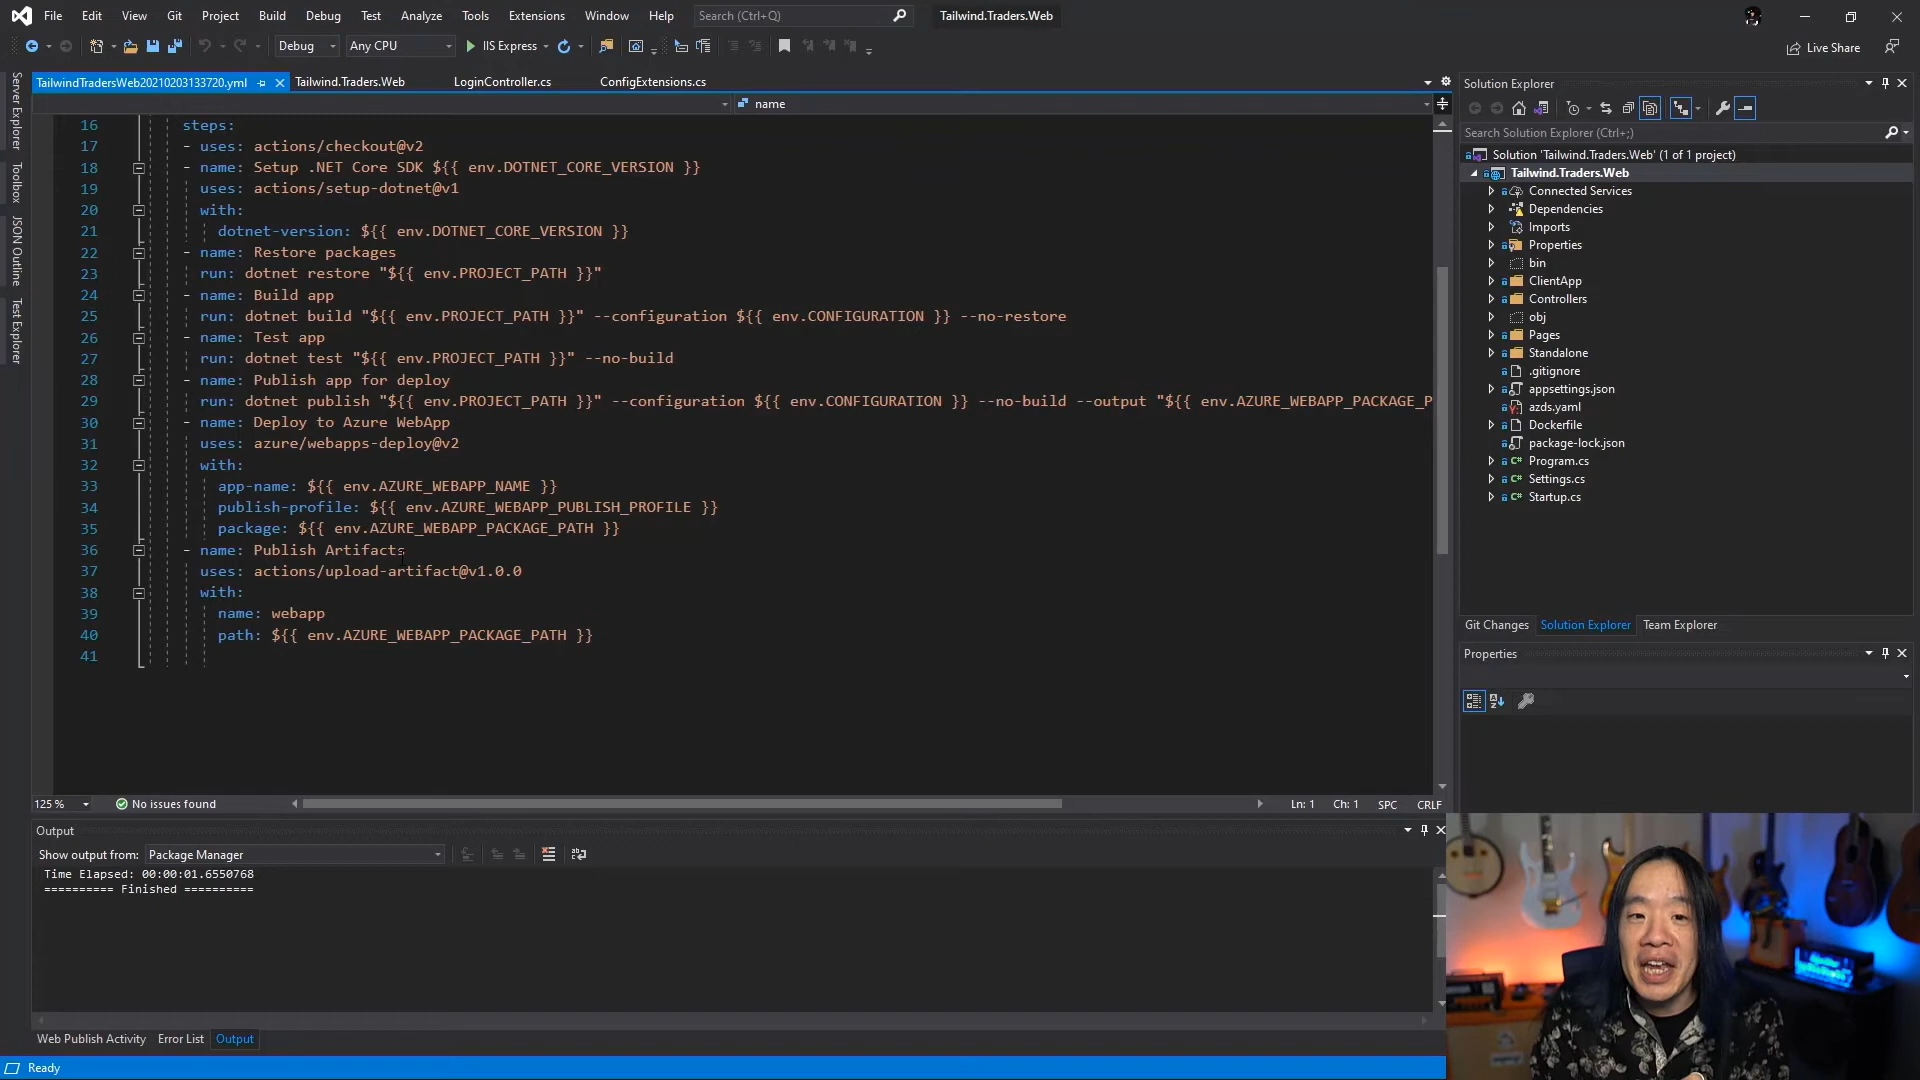 File Edit View Git Project Build Debug Test Analyze Tools Extensions Window Help Search (Ctrl+Q) Tailwind.Traders.Web
Debug Any CPU IIS Express Live Share
TailwindTradersWeb20210203133720.yml Tailwind.Traders.Web LoginController.cs ConfigExtensions.cs
name
Server Explorer
Toolbox
JSON Outline
Test Explorer
16 steps:
17 - uses: actions/checkout@v2
18 - name: Setup .NET Core SDK ${{ env.DOTNET_CORE_VERSION }}
19 uses: actions/setup-dotnet@v1
20 with:
21 dotnet-version: ${{ env.DOTNET_CORE_VERSION }}
22 - name: Restore packages
23 run: dotnet restore "${{ env.PROJECT_PATH }}"
24 - name: Build app
25 run: dotnet build "${{ env.PROJECT_PATH }}" --configuration ${{ env.CONFIGURATION }} --no-restore
26 - name: Test app
27 run: dotnet test "${{ env.PROJECT_PATH }}" --no-build
28 - name: Publish app for deploy
29 run: dotnet publish "${{ env.PROJECT_PATH }}" --configuration ${{ env.CONFIGURATION }} --no-build --output "${{ env.AZURE_WEBAPP_PACKAGE_P
30 - name: Deploy to Azure WebApp
31 uses: azure/webapps-deploy@v2
32 with:
33 app-name: ${{ env.AZURE_WEBAPP_NAME }}
34 publish-profile: ${{ env.AZURE_WEBAPP_PUBLISH_PROFILE }}
35 package: ${{ env.AZURE_WEBAPP_PACKAGE_PATH }}
36 - name: Publish Artifacts
37 uses: actions/upload-artifact@v1.0.0
38 with:
39 name: webapp
40 path: ${{ env.AZURE_WEBAPP_PACKAGE_PATH }}
41
125 % No issues found Ln: 1 Ch: 1 SPC CRLF
Output
Show output from: Package Manager
Time Elapsed: 00:00:01.6550768
========== Finished ==========
Web Publish Activity Error List Output
Ready
Solution Explorer
Search Solution Explorer (Ctrl+;)
Solution 'Tailwind.Traders.Web' (1 of 1 project)
Tailwind.Traders.Web
Connected Services
Dependencies
Imports
Properties
bin
ClientApp
Controllers
obj
Pages
Standalone
.gitignore
appsettings.json
azds.yaml
Dockerfile
package-lock.json
Program.cs
Settings.cs
Startup.cs
Git Changes Solution Explorer Team Explorer
Properties